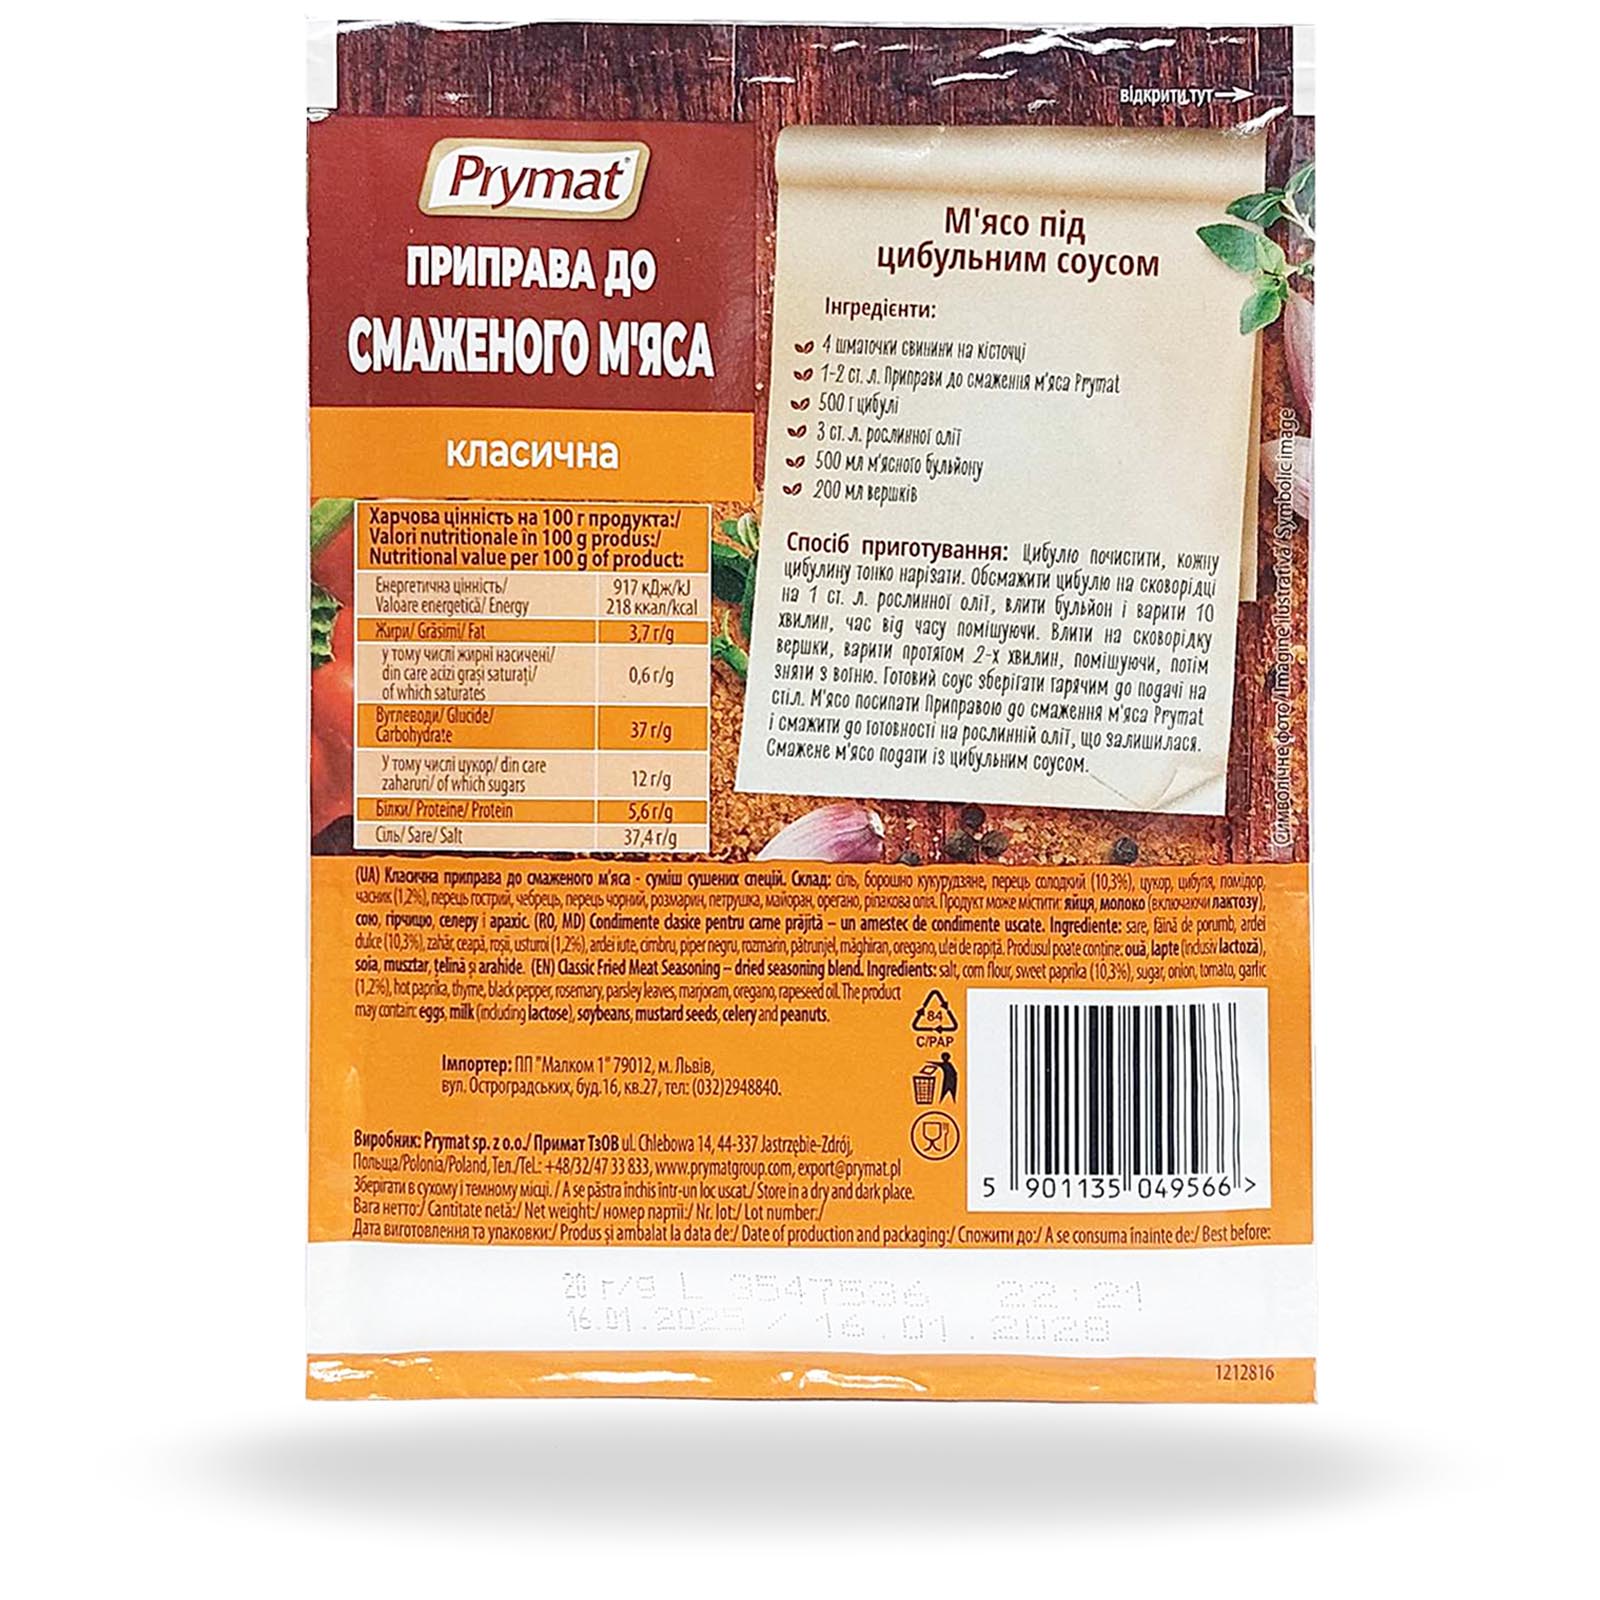 відкрити тут
Prymat
ПРИПРАВА ДО
СМАЖЕНОГО М'ЯСА
класична
Харчова цінність на 100 г продукта:/
Valori nutritionale în 100 g produs:/
Nutritional value per 100 g of product:
Енергетична цінність/ 917 кДж/kJ
Valoare energetică/ Energy 218 ккал/kcal
Жири/ Grăsimi/ Fat 3,7 г/g
у тому числі жирні насичені/
din care acizi grași saturați/ 0,6 г/g
of which saturates
Вуглеводи/ Glucide/
Carbohydrate 37 г/g
У тому числі цукор/ din care
zaharuri/ of which sugars 12 г/g
Білки/ Proteine/ Protein 5,6 г/g
Сіль/ Sare/ Salt 37,4 г/g
М'ясо під
цибульним соусом
Інгредієнти:
4 шматочки свинини на кісточці
1-2 ст. л. Приправи до смаження м'яса Prymat
500 г цибулі
3 ст. л. рослинної олії
500 мл м'ясного бульйону
200 мл вершків
Спосіб приготування: Цибулю почистити, кожну
цибулину тонко нарізати. Обсмажити цибулю на сковорідці
на 1 ст. л. рослинної олії, влити бульйон і варити 10
хвилин, час від часу помішуючи. Влити на сковорідку
вершки, варити протягом 2-х хвилин, помішуючи, потім
зняти з вогню. Готовий соус зберігати гарячим до подачі на
стіл. М'ясо посипати Приправою до смаження м'яса Prymat
і смажити до готовності на рослинній олії, що залишилася.
Смажене м'ясо подати із цибульним соусом.
Символічне фото/ Imagine ilustrativă/ Symbolic image
(UA) Класична приправа до смаженого м'яса - суміш сушених спецій. Склад: сіль, борошно кукурудзяне, перець солодкий (10,3%), цукор, цибуля, помідор,
часник (1,2%), перець гострий, чебрець, перець чорний, розмарин, петрушка, майоран, орегано, ріпакова олія. Продукт може містити: яйця, молоко (включаючи лактозу),
сою, гірчицю, селеру і арахіс. (RO, MD) Condimente clasice pentru carne prăjită – un amestec de condimente uscate. Ingrediente: sare, făină de porumb, ardei
dulce (10,3%), zahăr, ceapă, roșii, usturoi (1,2%), ardei iute, cimbru, piper negru, rozmarin, pătrunjel, măghiran, oregano, ulei de rapiță. Produsul poate conține: ouă, lapte (inclusiv lactoză),
soia, musztar, țelină și arahide. (EN) Classic Fried Meat Seasoning – dried seasoning blend. Ingredients: salt, corn flour, sweet paprika (10,3%), sugar, onion, tomato, garlic
(1,2%), hot paprika, thyme, black pepper, rosemary, parsley leaves, marjoram, oregano, rapeseed oil. The product
may contain: eggs, milk (including lactose), soybeans, mustard seeds, celery and peanuts.
84
C/PAP
Імпортер: ПП "Малком 1" 79012, м. Львів,
вул. Остроградських, буд. 16, кв.27, тел: (032)2948840.
Виробник: Prymat sp. z o.o./ Примат ТзОВ ul. Chlebowa 14, 44-337 Jastrzębie-Zdrój,
Польща/Polonia/Poland, Тел./Tel.: +48/32/47 33 833, www.prymatgroup.com, export@prymat.pl
Зберігати в сухому і темному місці. / A se păstra închis într-un loc uscat./ Store in a dry and dark place.
Вага нетто:/ Cantitate netă:/ Net weight:/ номер партії:/ Nr. lot:/ Lot number:/
Дата виготовлення та упаковки:/ Produs și ambalat la data de:/ Date of production and packaging:/ Спожити до:/ A se consuma înainte de:/ Best before:
5 901135 049566 >
20 г/g L 3547536 22:21
16.01.2025 / 16.01.2028
1212816